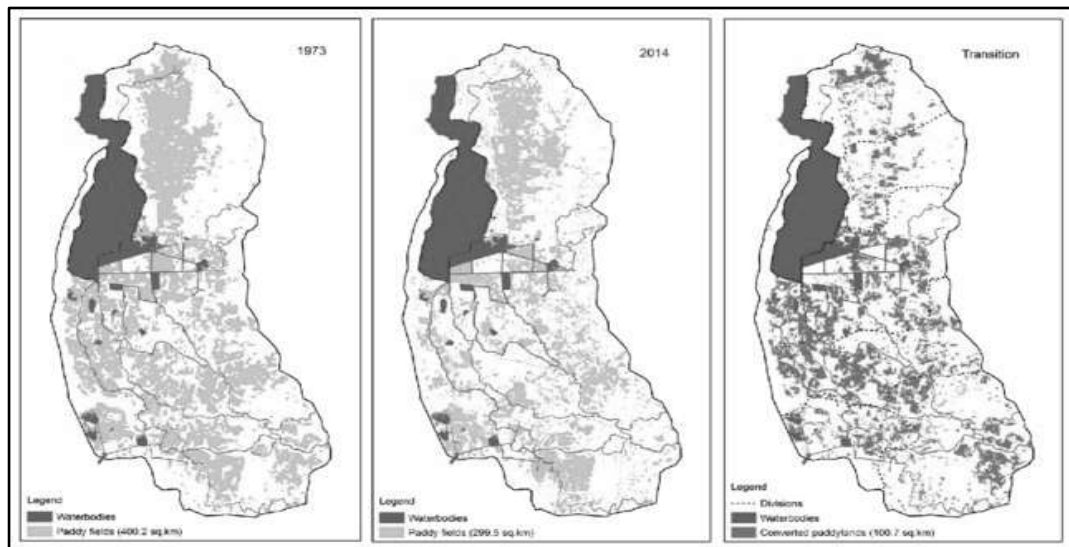 1973
Legend
Waterbodies
Paddy fields (400.2 sq.km)
2014
Legend
Waterbodies
Paddy fields (299.5 sq.km)
Transition
Legend
Divisions
Waterbodies
Converted paddylands (100.7 sq.km)